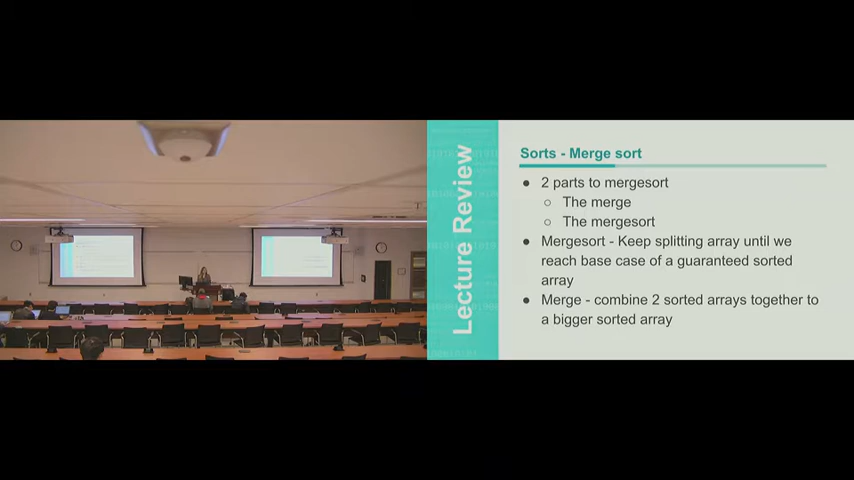 Lecture Review
Sorts - Merge sort
● 2 parts to mergesort
○ The merge
○ The mergesort
● Mergesort - Keep splitting array until we
reach base case of a guaranteed sorted
array
● Merge - combine 2 sorted arrays together to
a bigger sorted array